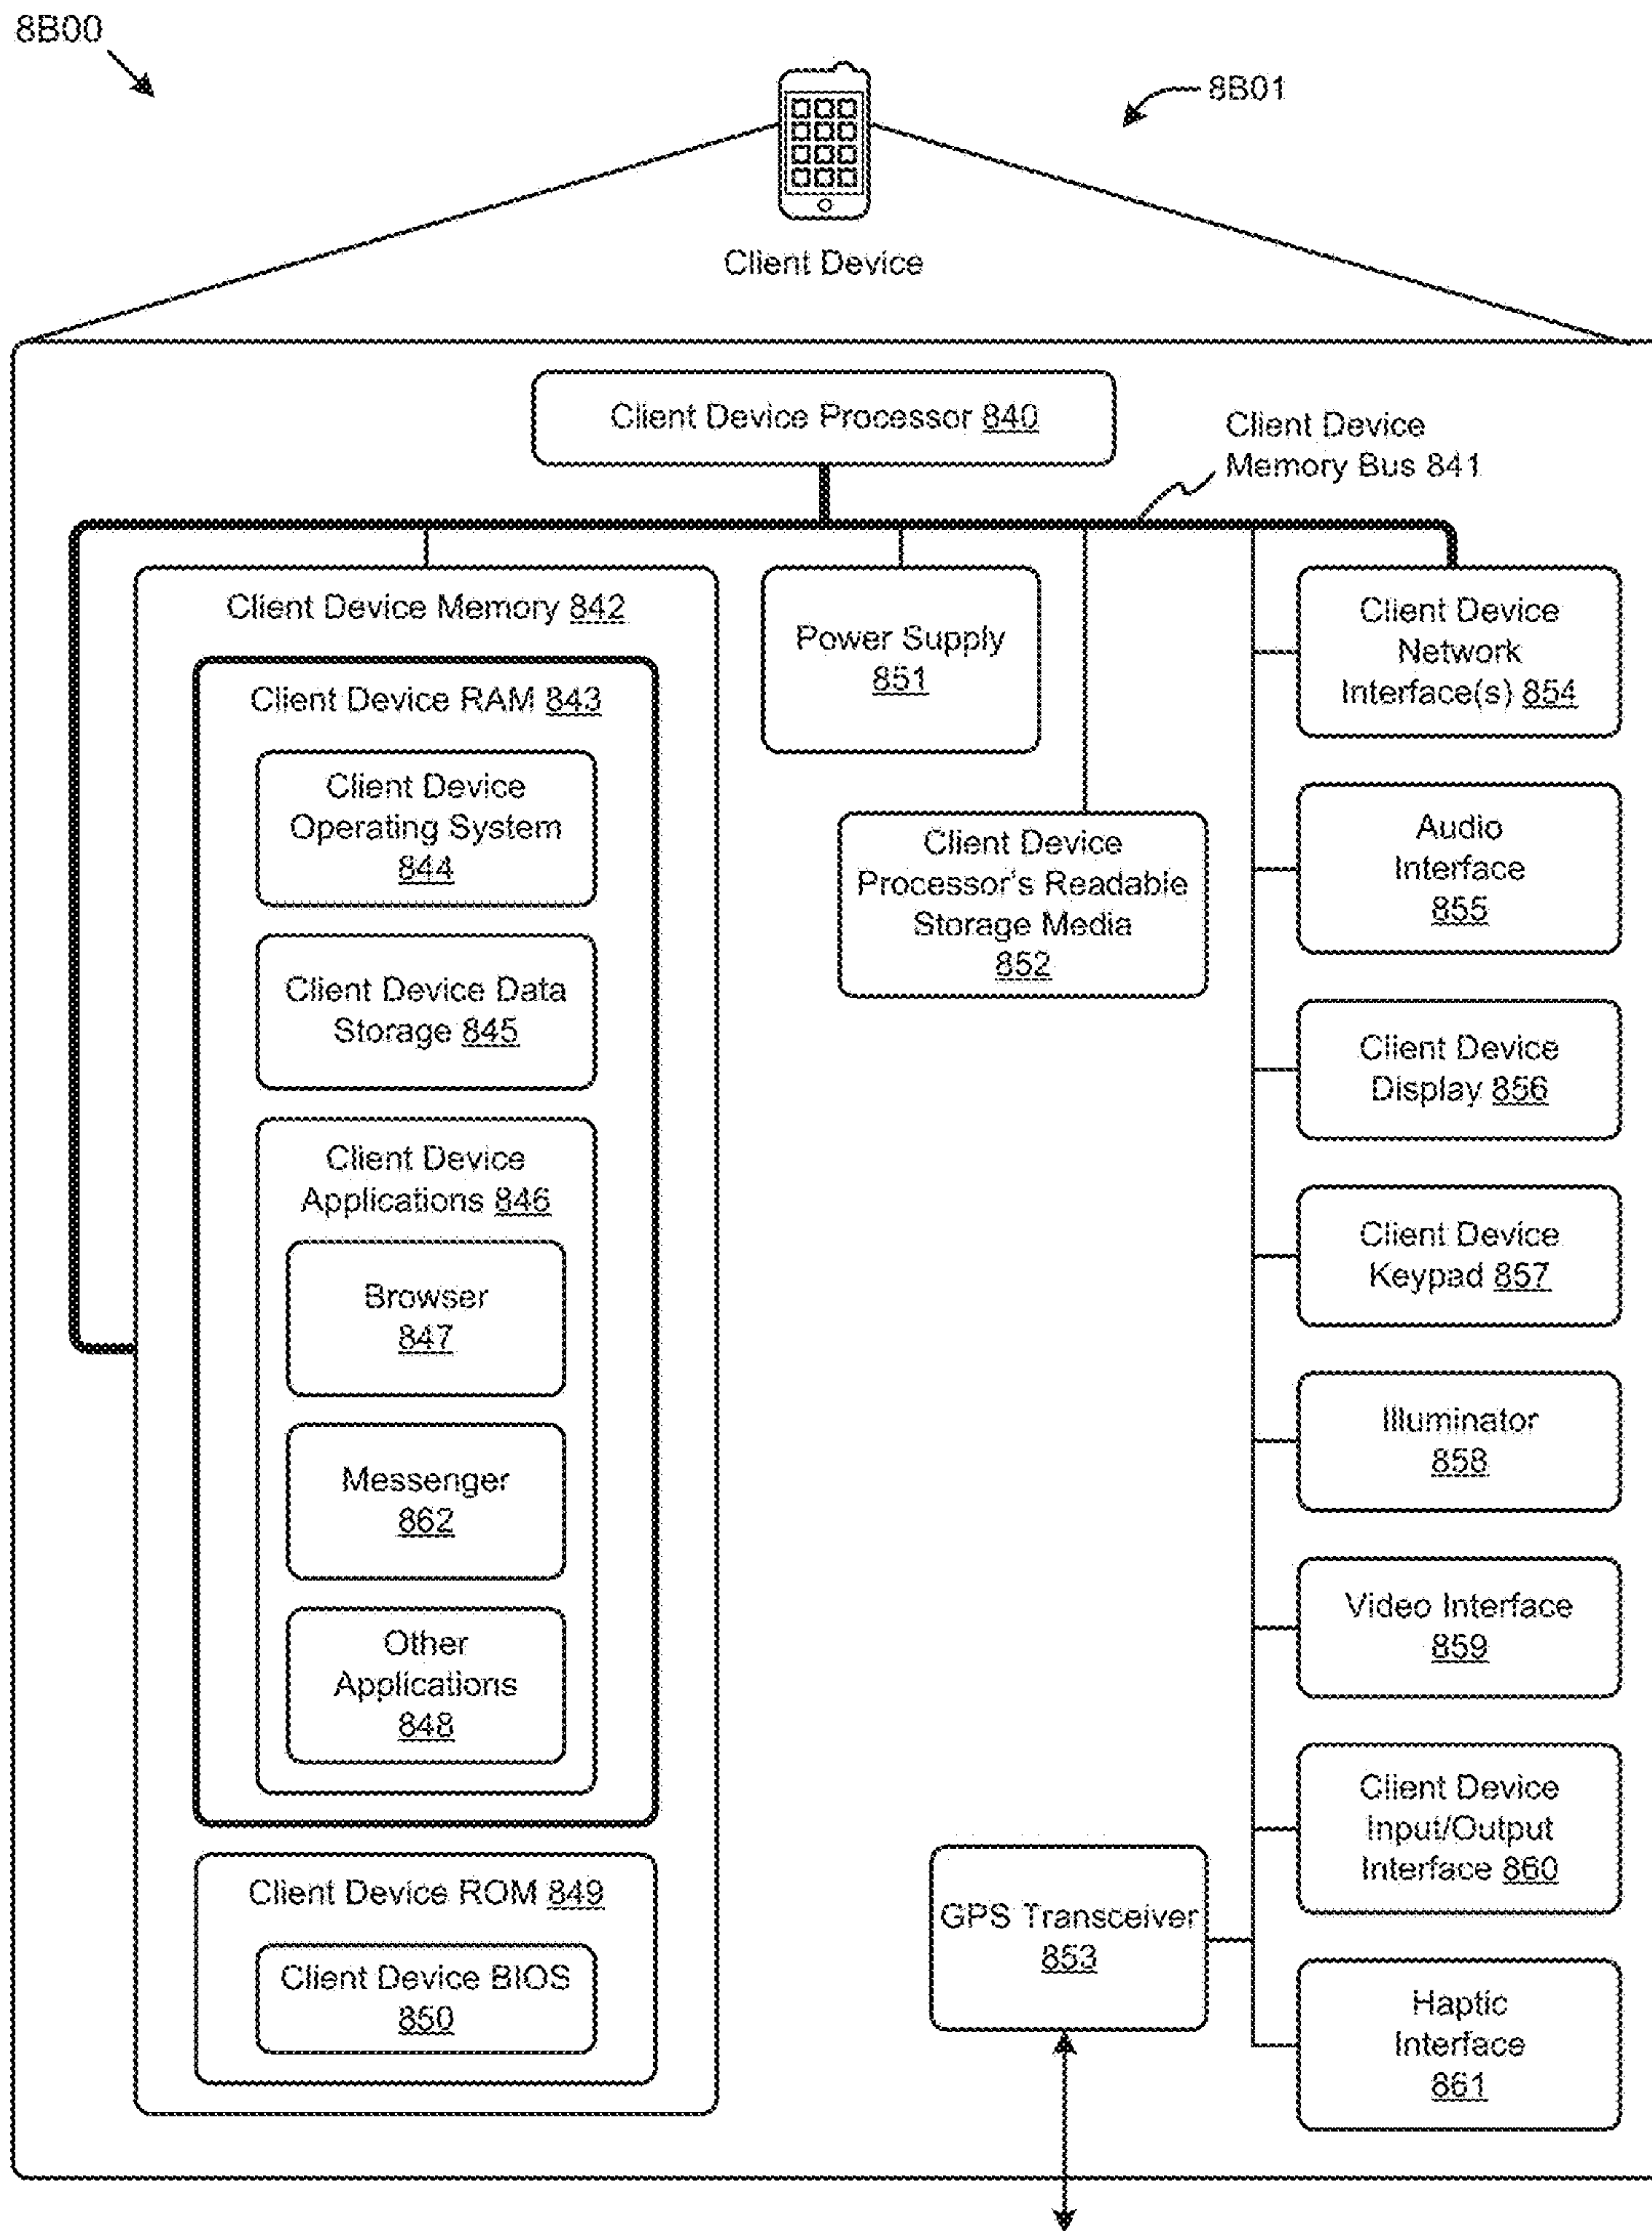 8B00
8B01
Client Device
Client Device Processor 840
Client Device
Memory Bus 841
Client Device Memory 842
Client Device RAM 843
Client Device
Operating System
844
Client Device Data
Storage 845
Client Device
Applications 846
Browser
847
Messenger
862
Other
Applications
848
Client Device ROM 849
Client Device BIOS
850
Power Supply
851
Client Device
Processor's Readable
Storage Media
852
GPS Transceiver
853
Client Device
Network
Interface(s) 854
Audio
Interface
855
Client Device
Display 856
Client Device
Keypad 857
Illuminator
858
Video Interface
859
Client Device
Input/Output
Interface 860
Haptic
Interface
861